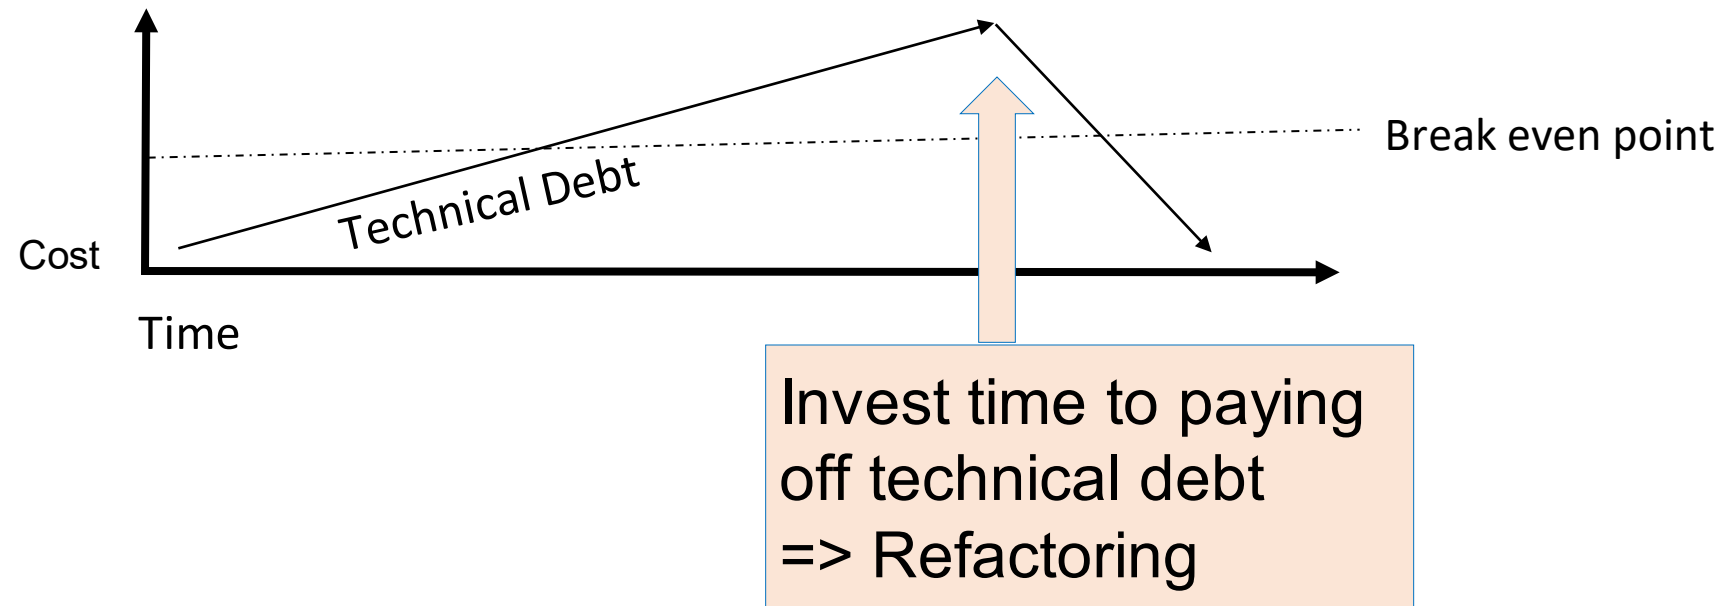 Break even point
Technical Debt
Cost
Time
Invest time to paying
off technical debt
=> Refactoring